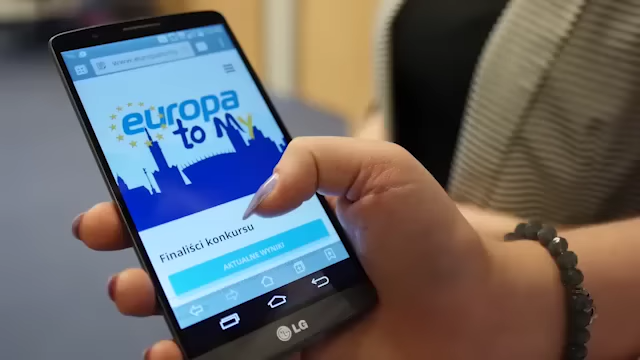 europa
to My
Finaliści konkursu
AKTUALNE WYNIKI
LG